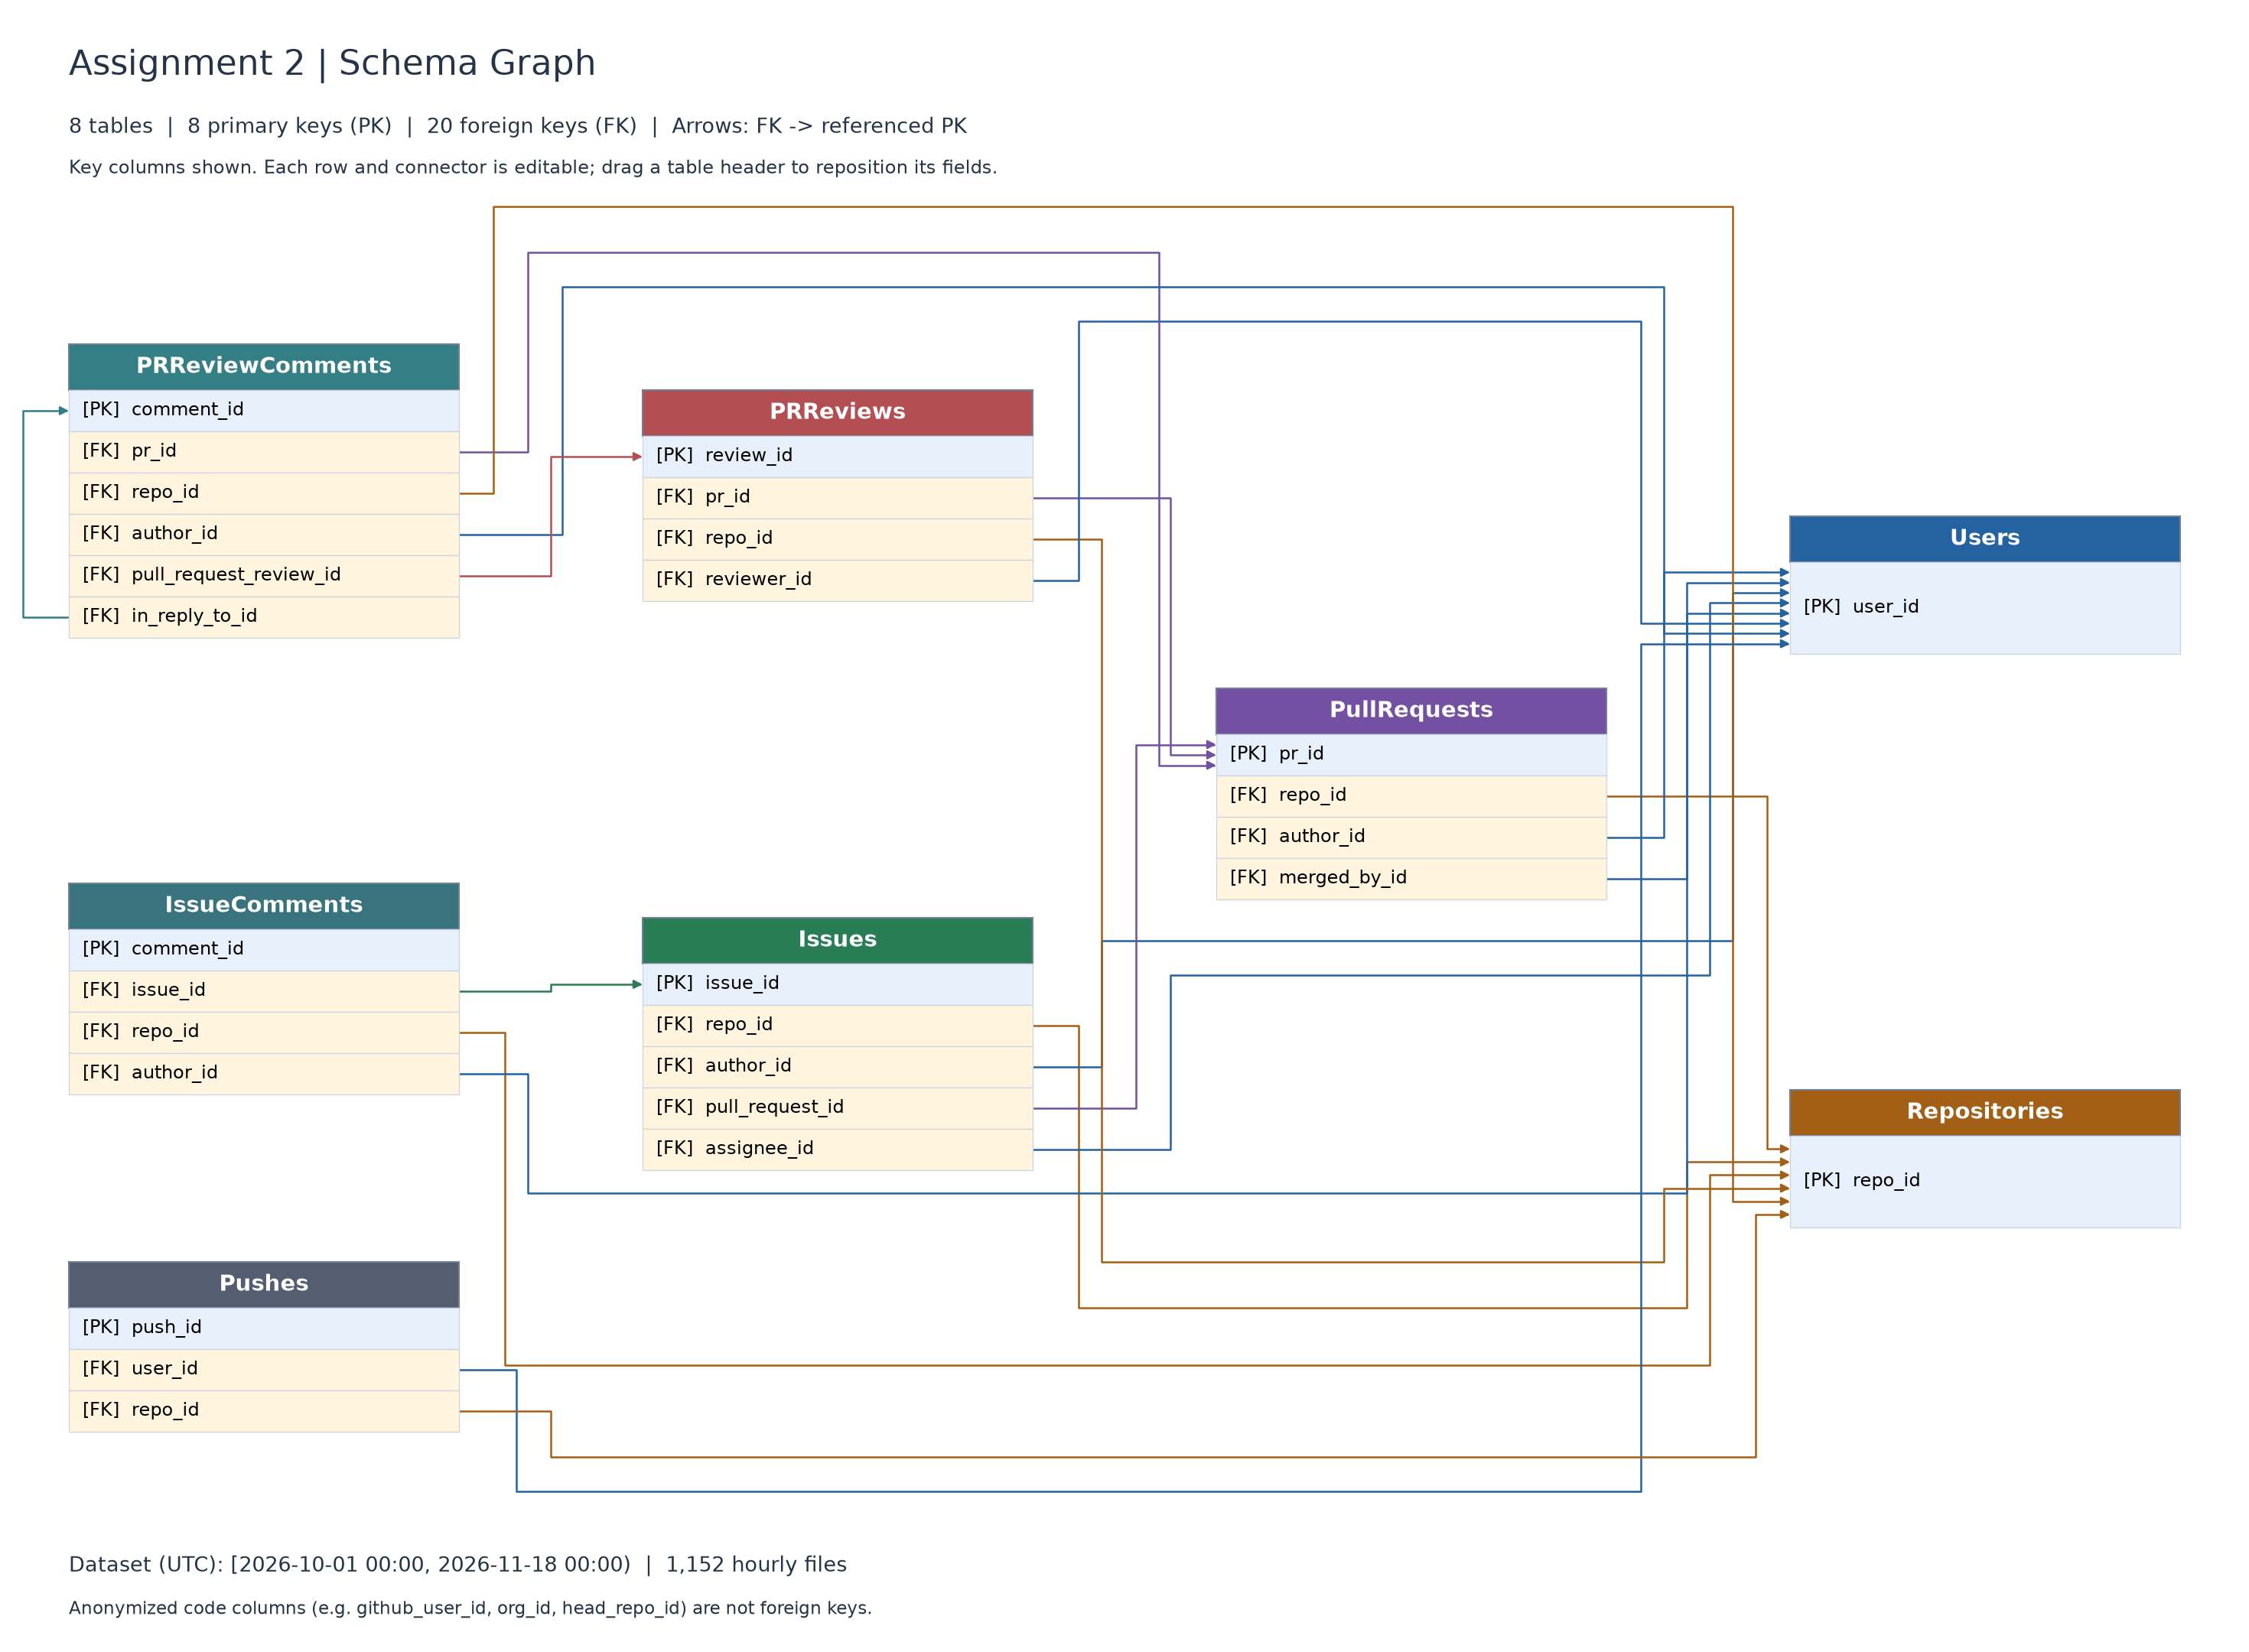 Assignment 2 | Schema Graph
8 tables | 8 primary keys (PK) | 20 foreign keys (FK) | Arrows: FK -> referenced PK
Key columns shown. Each row and connector is editable; drag a table header to reposition its fields.
PRReviewComments
[PK] comment_id
[FK] pr_id
[FK] repo_id
[FK] author_id
[FK] pull_request_review_id
[FK] in_reply_to_id
PRReviews
[PK] review_id
[FK] pr_id
[FK] repo_id
[FK] reviewer_id
Users
[PK] user_id
PullRequests
[PK] pr_id
[FK] repo_id
[FK] author_id
[FK] merged_by_id
IssueComments
[PK] comment_id
[FK] issue_id
[FK] repo_id
[FK] author_id
Issues
[PK] issue_id
[FK] repo_id
[FK] author_id
[FK] pull_request_id
[FK] assignee_id
Repositories
[PK] repo_id
Pushes
[PK] push_id
[FK] user_id
[FK] repo_id
Dataset (UTC): [2026-10-01 00:00, 2026-11-18 00:00) | 1,152 hourly files
Anonymized code columns (e.g. github_user_id, org_id, head_repo_id) are not foreign keys.